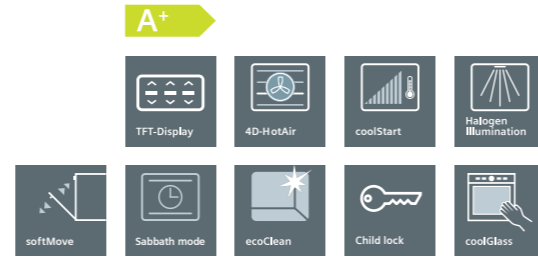 A+
TFT-Display
4D-HotAir
coolStart
Halogen
Illumination
softMove
Sabbath mode
ecoClean
Child lock
coolGlass